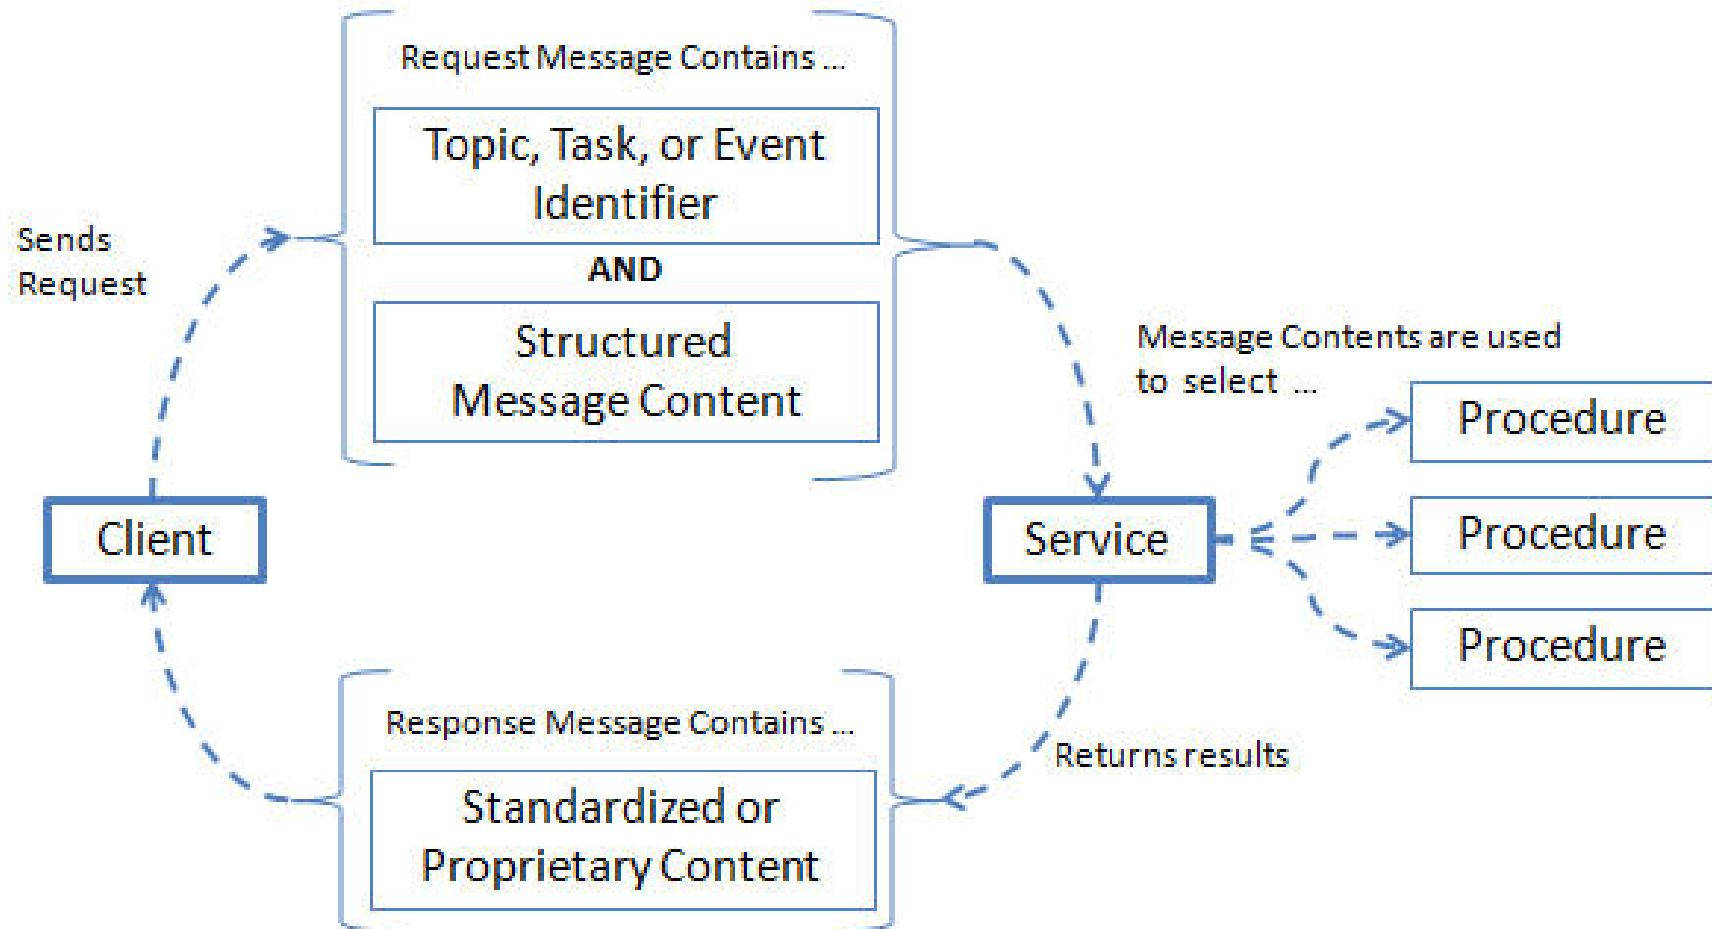 Request Message Contains ...
Topic, Task, or Event
Identifier
AND
Structured
Message Content
Sends
Request
Message Contents are used
to select ...
Procedure
Procedure
Procedure
Client
Service
Response Message Contains ...
Standardized or
Proprietary Content
Returns results